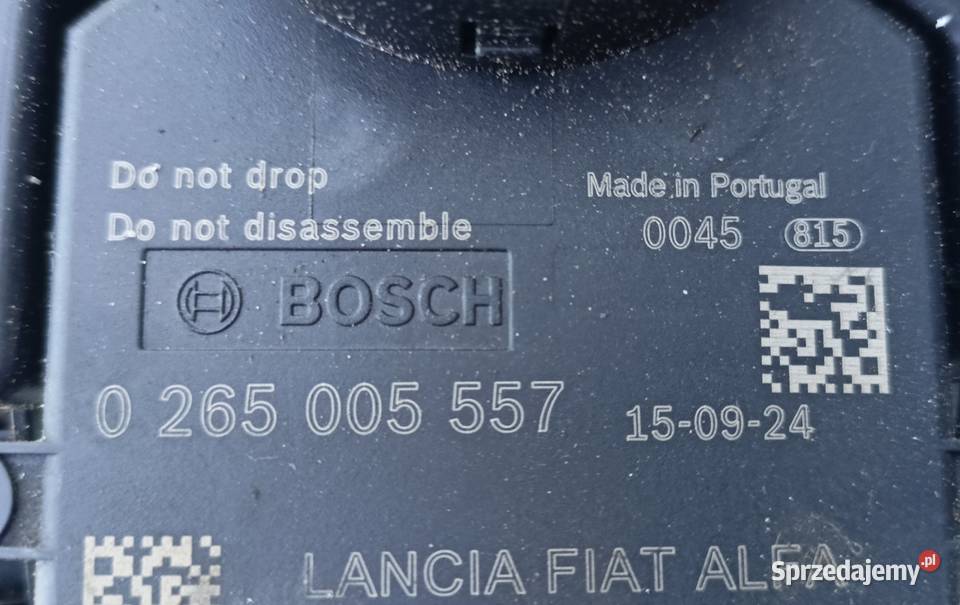 Do not drop
Do not disassemble
Made in Portugal
0045 815
BOSCH
0 265 005 557
15-09-24
LANCIA FIAT ALFA
Sprzedajemy.pl